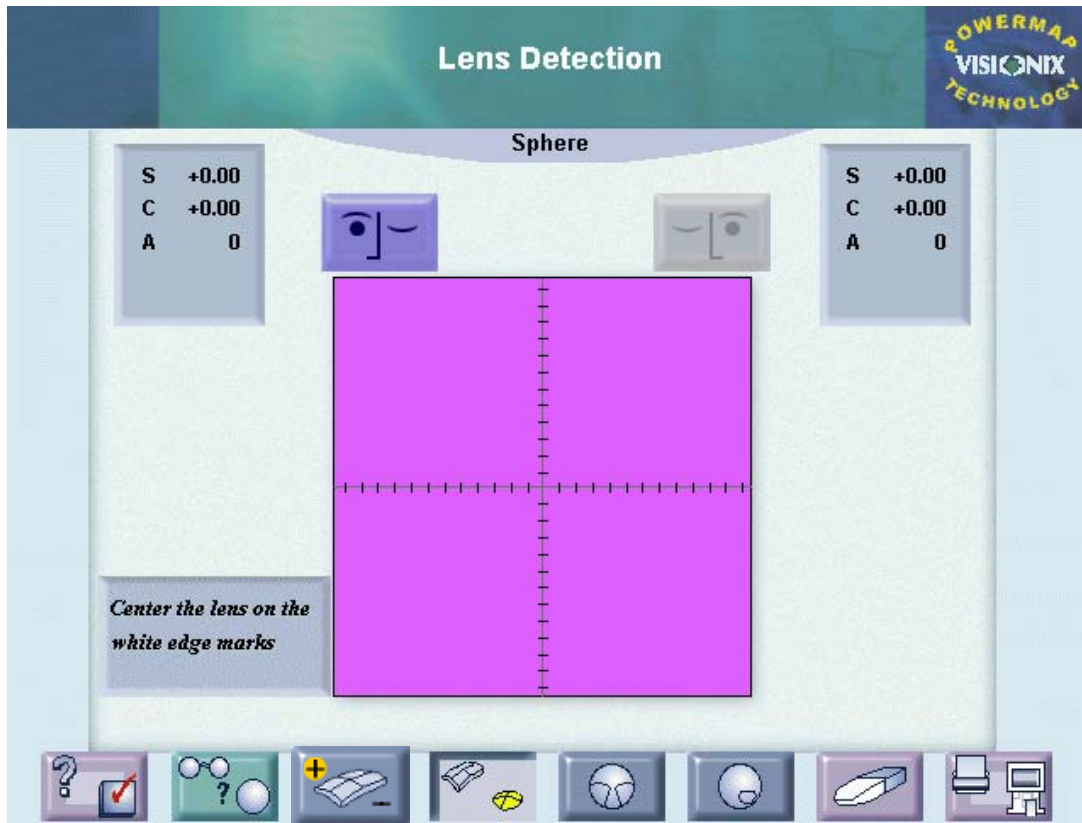 Lens Detection
POWERMAP
VISIONIX
TECHNOLOGY
Sphere
S +0.00
C +0.00
A 0
S +0.00
C +0.00
A 0
Center the lens on the
white edge marks
?
?
+
-